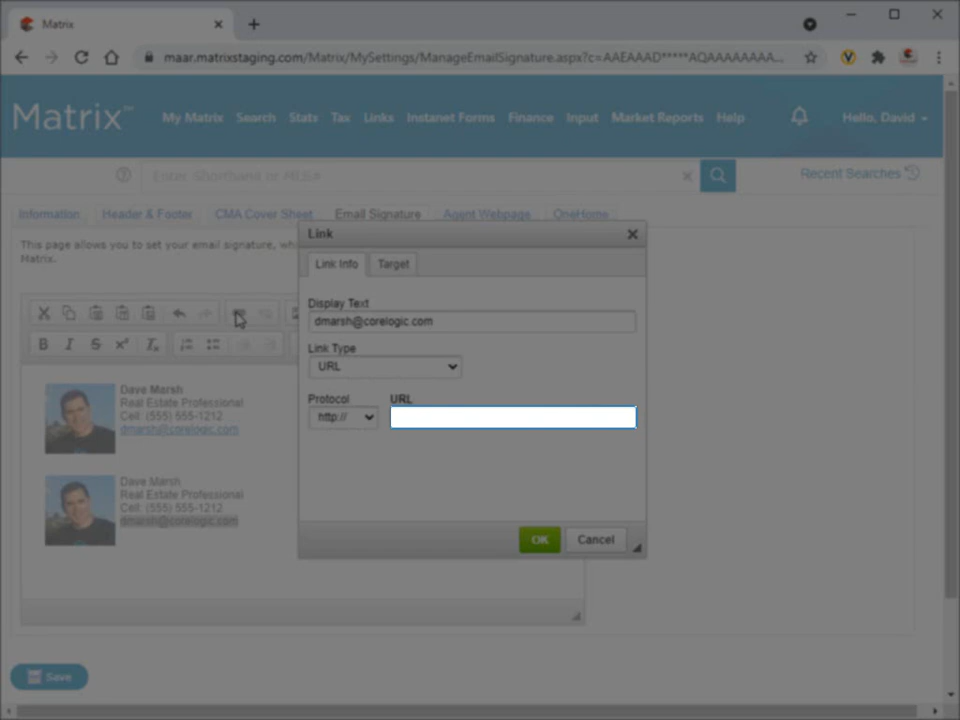 Matrix
maar.matrixstaging.com/Matrix/MySettings/ManageEmailSignature.aspx?c=AAEAAAD*****AQAAAAAAAA...
Matrix™
My Matrix Search Stats Tax Links Instanet Forms Finance Input Market Reports Help
Hello, David
Enter Shorthand or MLS#
Recent Searches
Information Header & Footer CMA Cover Sheet Email Signature Agent Webpage OneHome
This page allows you to set your email signature, wh
Matrix.
Link
Link Info Target
Display Text
dmarsh@corelogic.com
Link Type
URL
Protocol URL
http://
OK Cancel
B I S x² Ix
Dave Marsh
Real Estate Professional
Cell: (555) 555-1212
dmarsh@corelogic.com
Dave Marsh
Real Estate Professional
Cell: (555) 555-1212
dmarsh@corelogic.com
Save